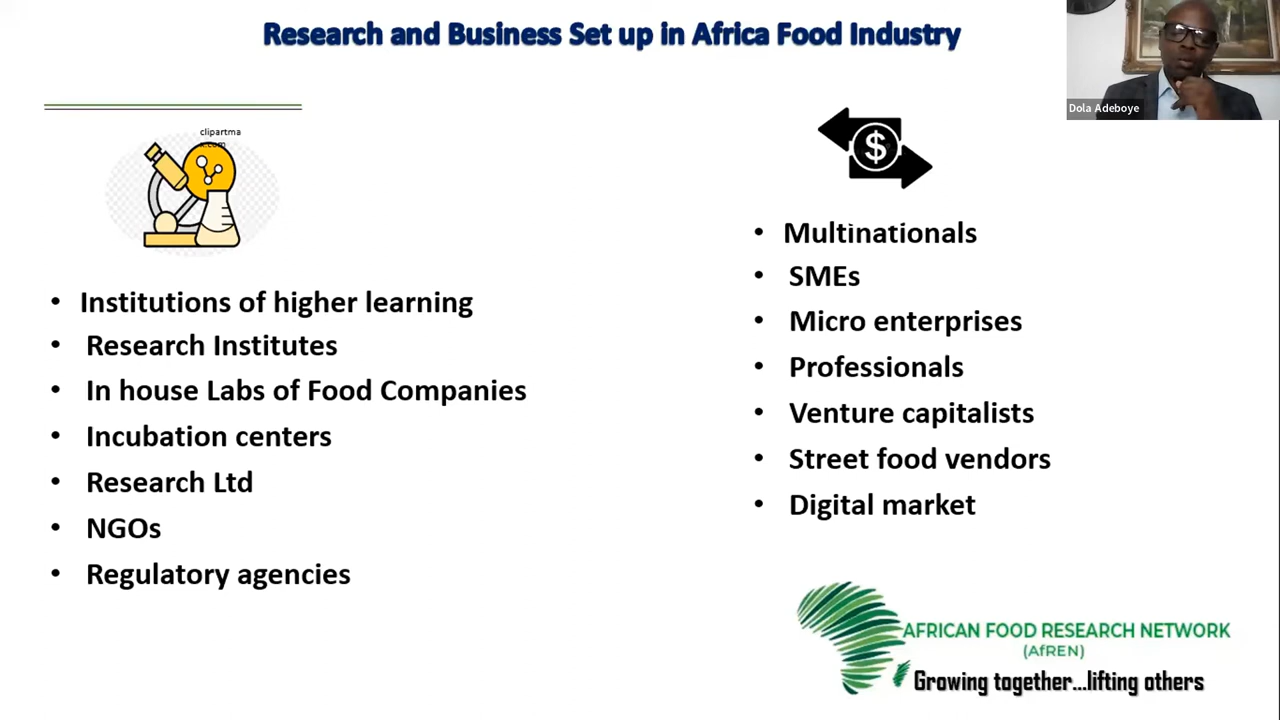 Research and Business Set up in Africa Food Industry
Dola Adeboye
clipartma
x.com
$
• Institutions of higher learning
• Research Institutes
• In house Labs of Food Companies
• Incubation centers
• Research Ltd
• NGOs
• Regulatory agencies
• Multinationals
• SMEs
• Micro enterprises
• Professionals
• Venture capitalists
• Street food vendors
• Digital market
AFRICAN FOOD RESEARCH NETWORK
(AfREN)
Growing together...lifting others